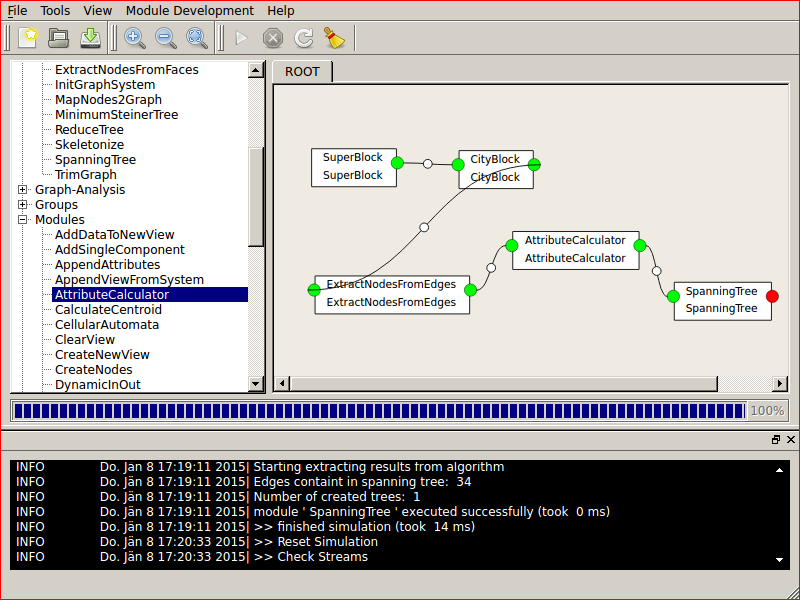 File Tools View Module Development Help
ExtractNodesFromFaces
InitGraphSystem
MapNodes2Graph
MinimumSteinerTree
ReduceTree
Skeletonize
SpanningTree
TrimGraph
Graph-Analysis
Groups
Modules
AddDataToNewView
AddSingleComponent
AppendAttributes
AppendViewFromSystem
AttributeCalculator
CalculateCentroid
CellularAutomata
ClearView
CreateNewView
CreateNodes
DynamicInOut
ROOT
SuperBlock
SuperBlock
CityBlock
CityBlock
AttributeCalculator
AttributeCalculator
ExtractNodesFromEdges
ExtractNodesFromEdges
SpanningTree
SpanningTree
100%
INFO Do. Jän 8 17:19:11 2015| Starting extracting results from algorithm
INFO Do. Jän 8 17:19:11 2015| Edges containt in spanning tree: 34
INFO Do. Jän 8 17:19:11 2015| Number of created trees: 1
INFO Do. Jän 8 17:19:11 2015| module ' SpanningTree ' executed successfully (took 0 ms)
INFO Do. Jän 8 17:19:11 2015| >> finished simulation (took 14 ms)
INFO Do. Jän 8 17:20:33 2015| >> Reset Simulation
INFO Do. Jän 8 17:20:33 2015| >> Check Streams